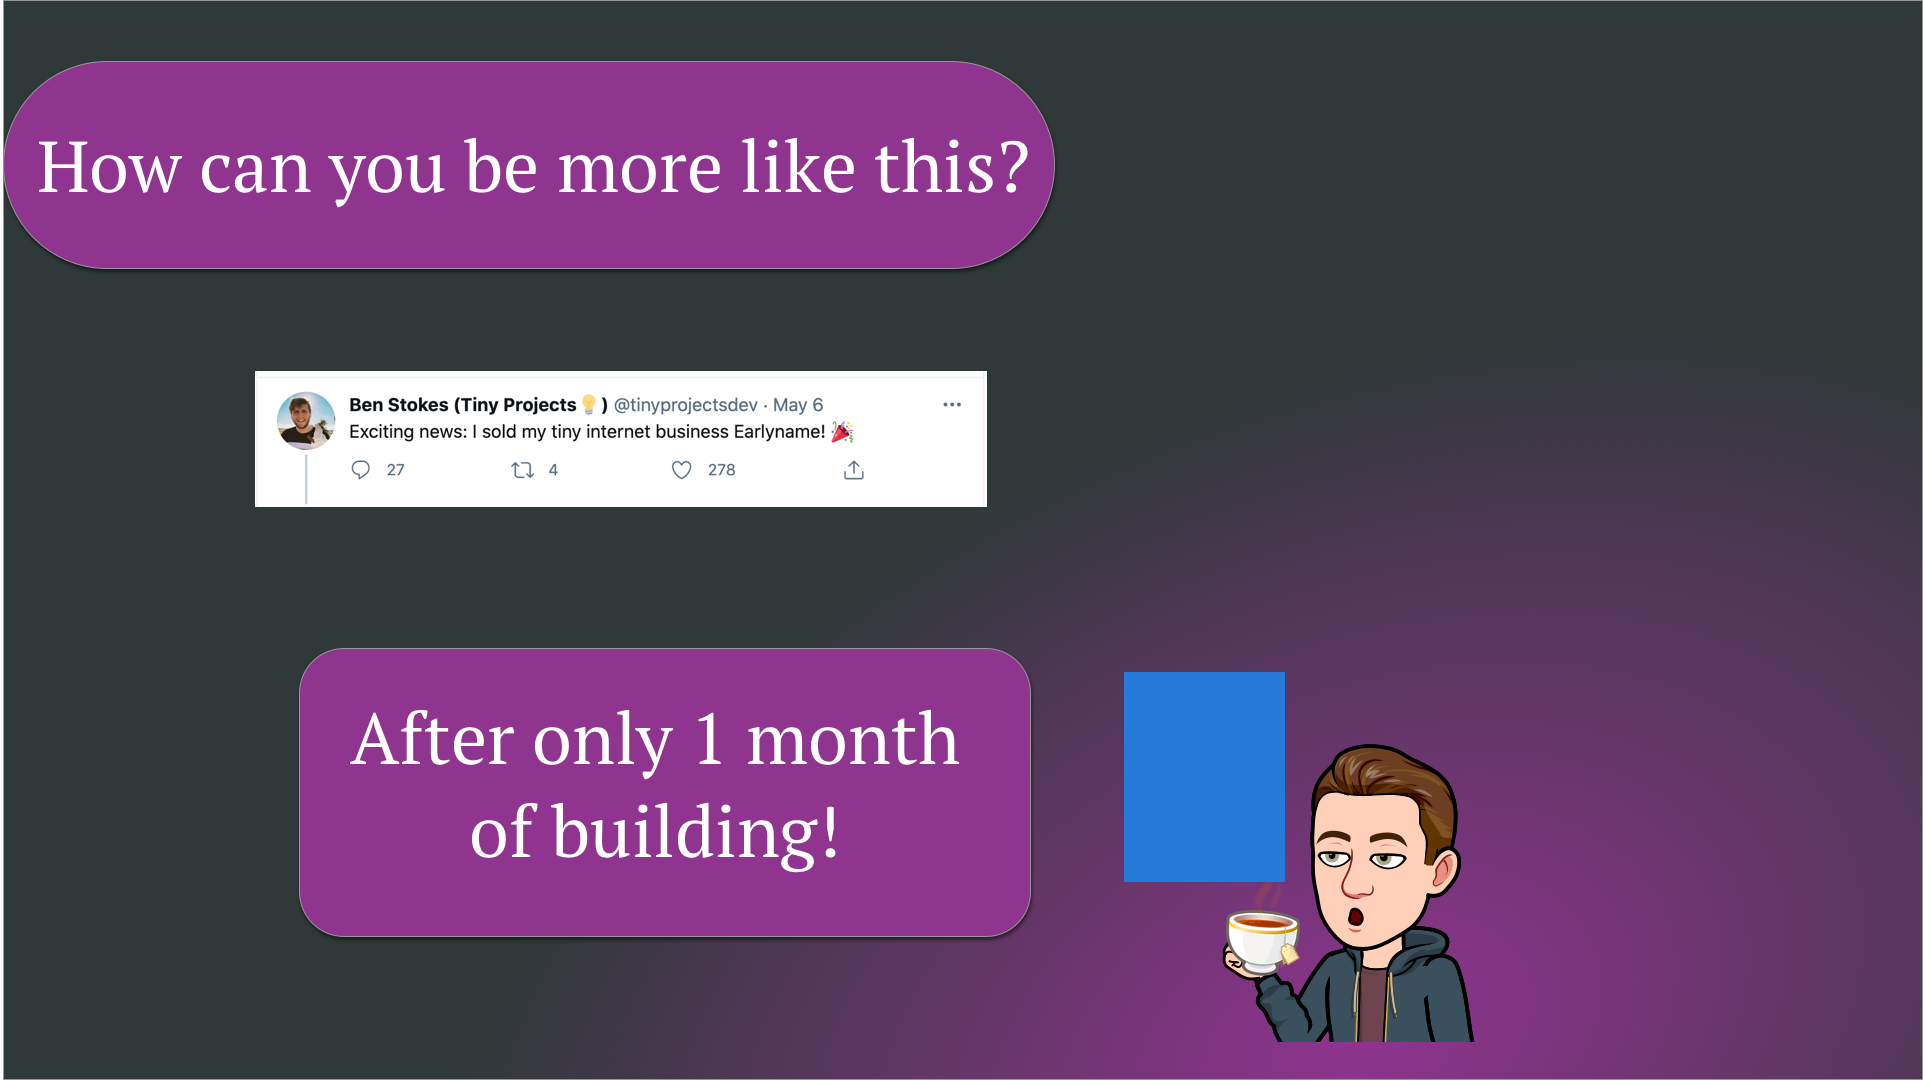 How can you be more like this?
Ben Stokes (Tiny Projects💡) @tinyprojectsdev · May 6
Exciting news: I sold my tiny internet business Earlyname! 🎉
27 4 278
After only 1 month
of building!